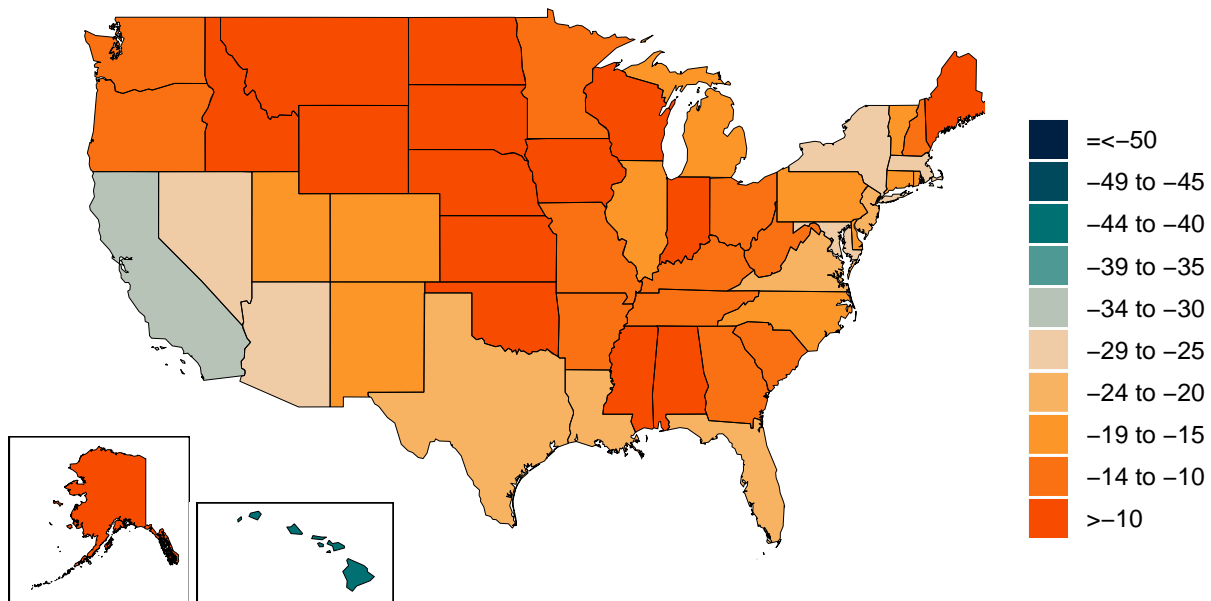 =<−50
−49 to −45
−44 to −40
−39 to −35
−34 to −30
−29 to −25
−24 to −20
−19 to −15
−14 to −10
>−10